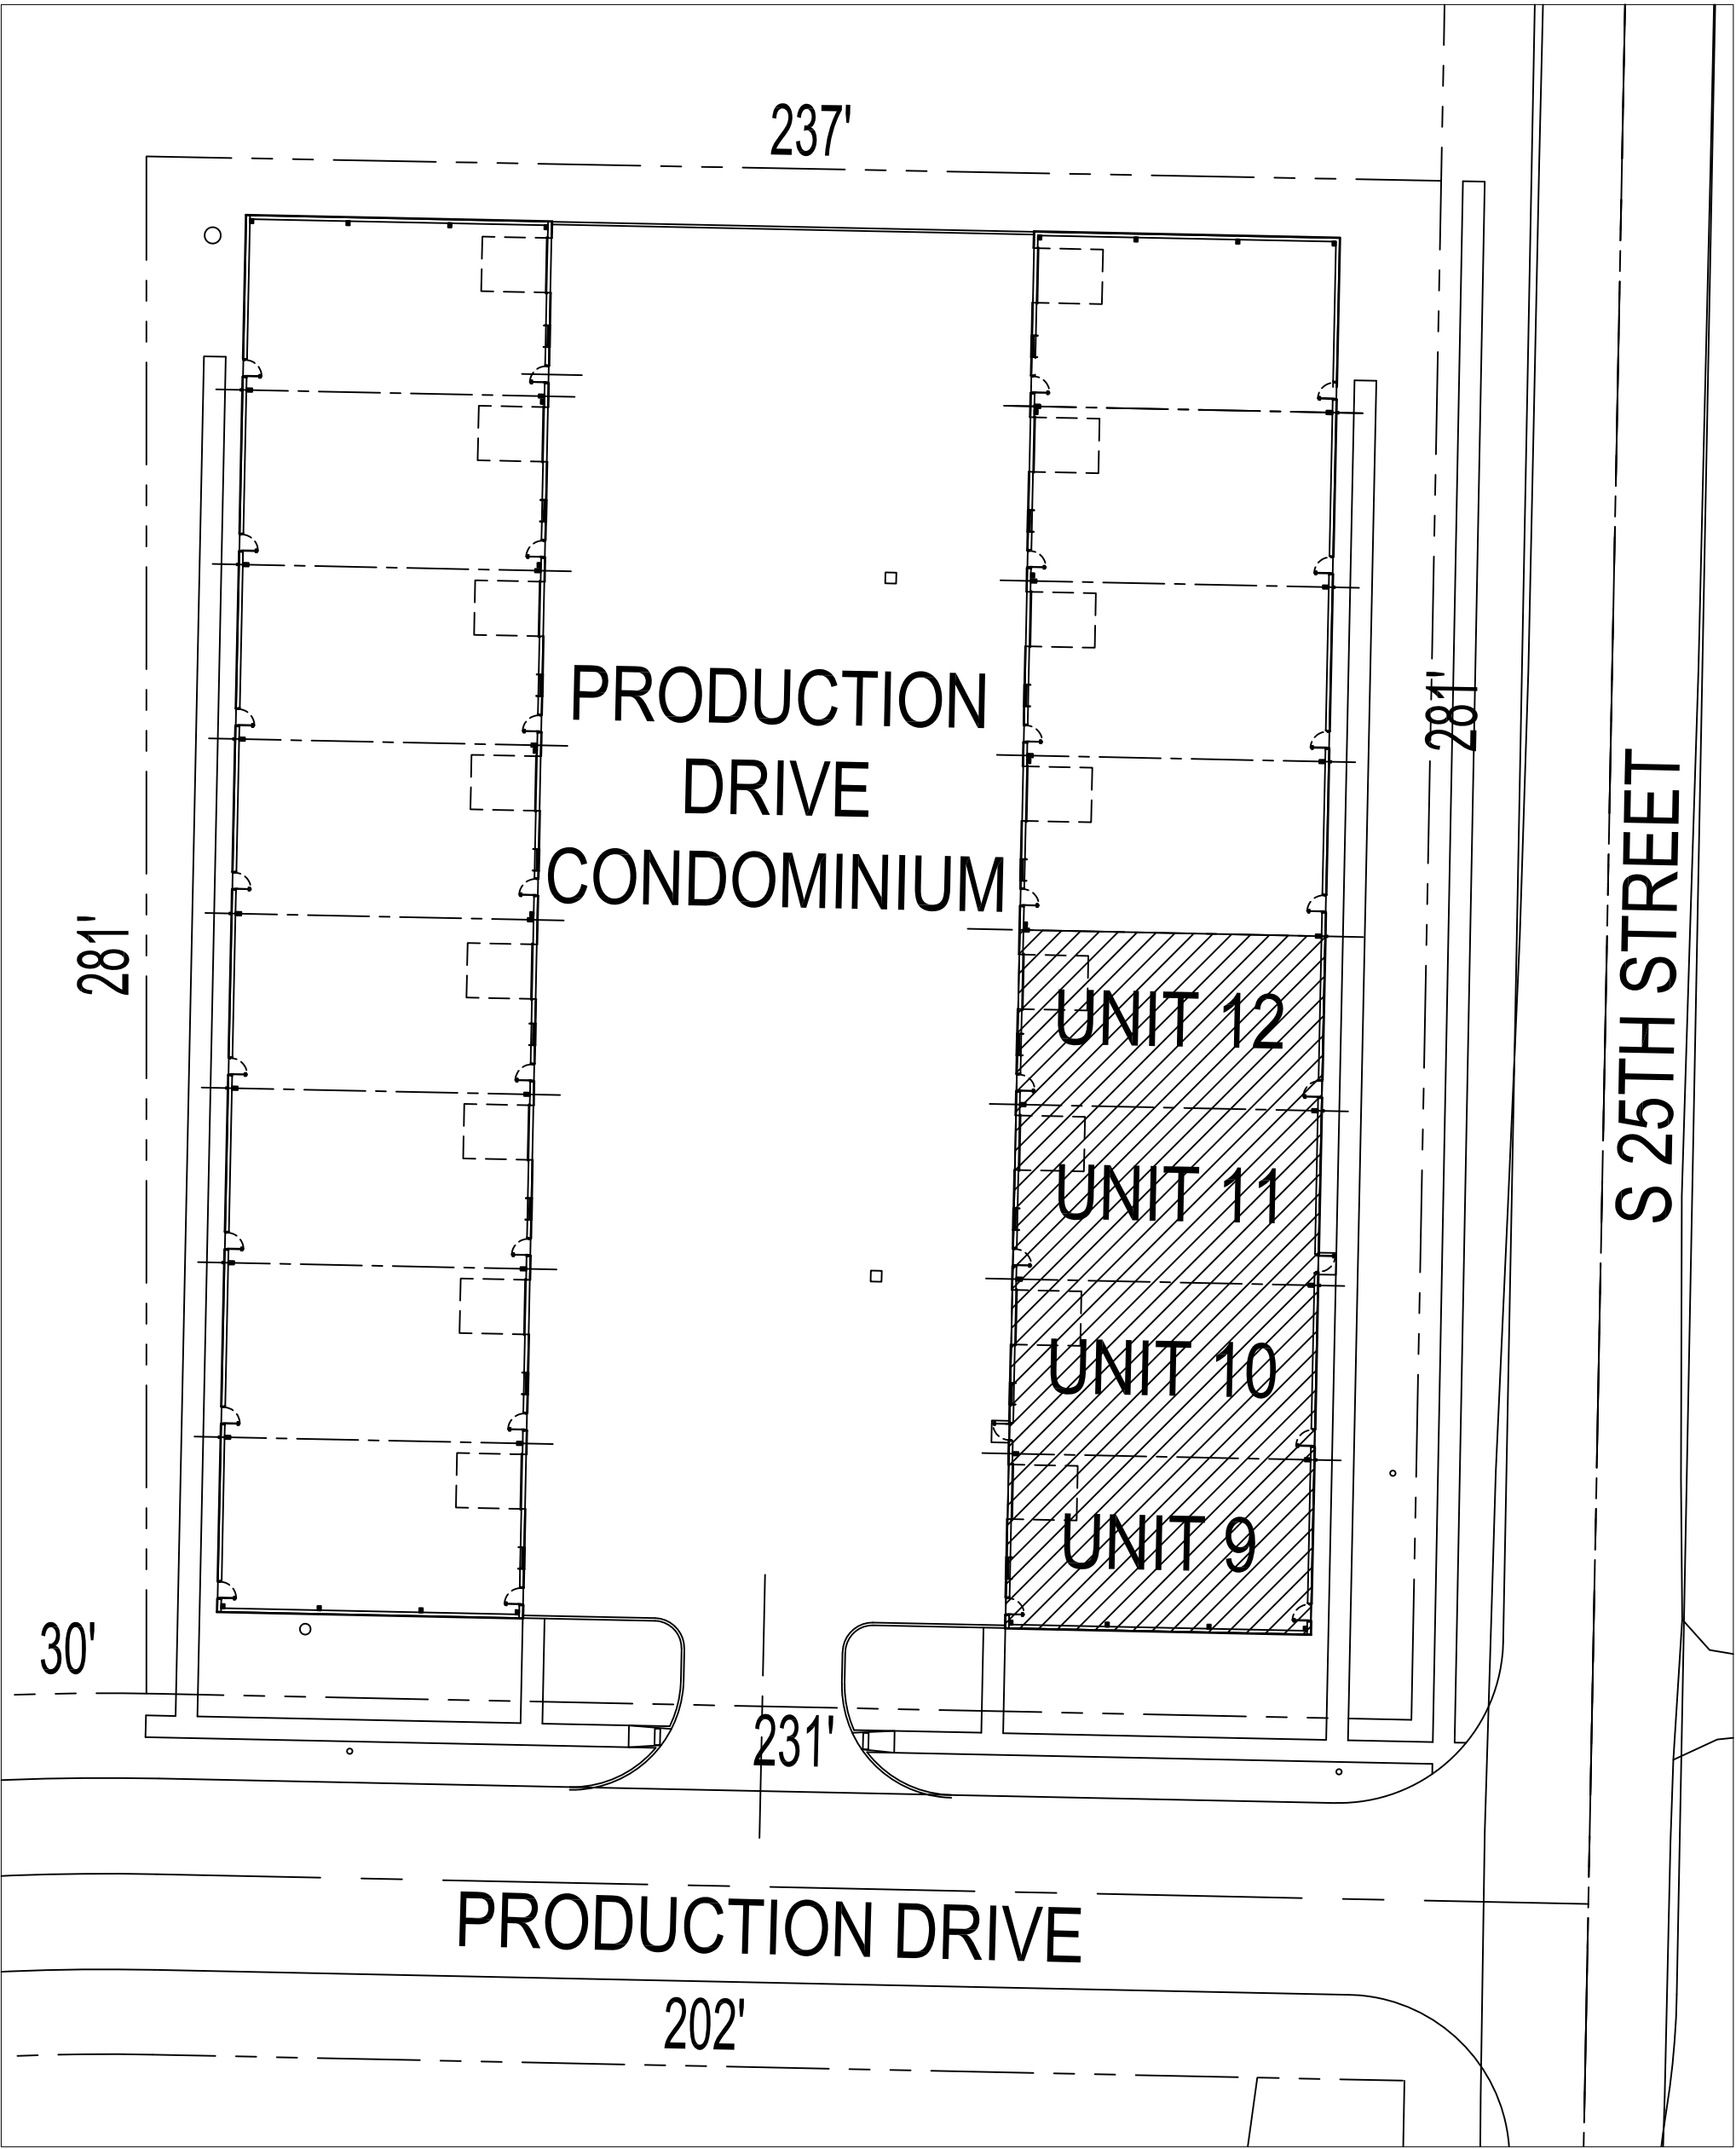 237'
PRODUCTION
DRIVE
CONDOMINIUM
281'
281'
S 25TH STREET
UNIT 12
UNIT 11
UNIT 10
UNIT 9
30'
231'
PRODUCTION DRIVE
202'